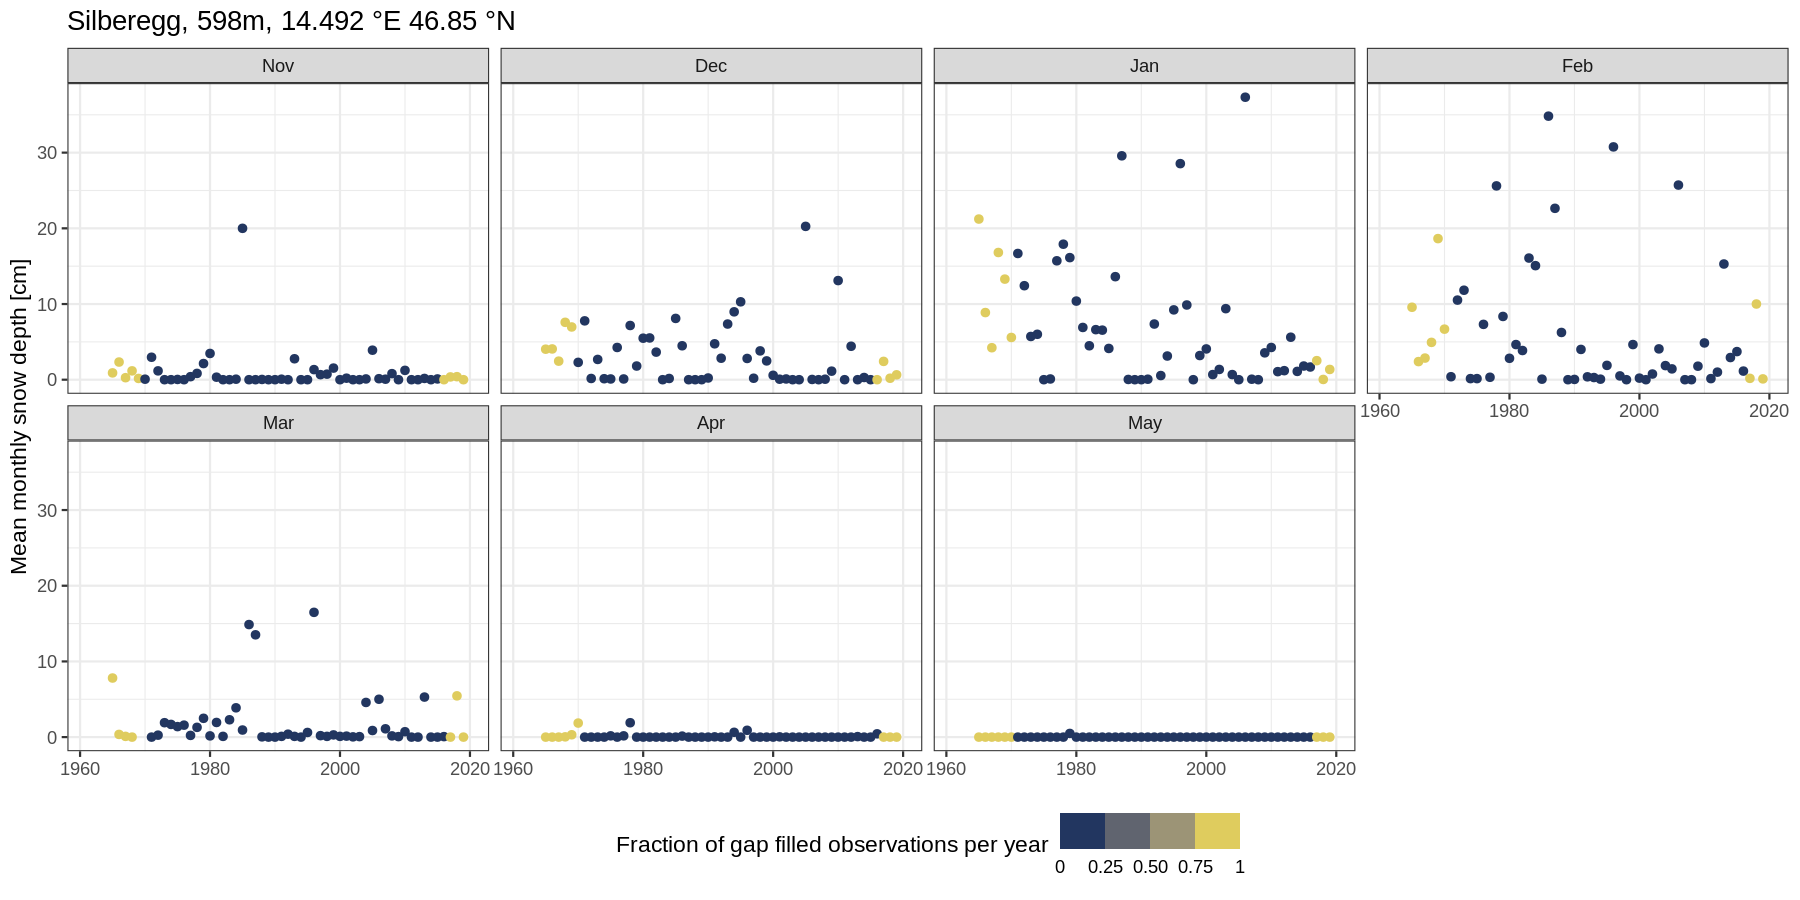 Silberegg, 598m, 14.492 °E 46.85 °N
Nov Dec Jan Feb
Mean monthly snow depth [cm]
30
20
10
0
1960 1980 2000 2020
Mar Apr May
30
20
10
0
1960 1980 2000 2020 1960 1980 2000 2020 1960 1980 2000 2020
Fraction of gap filled observations per year
0 0.25 0.50 0.75 1